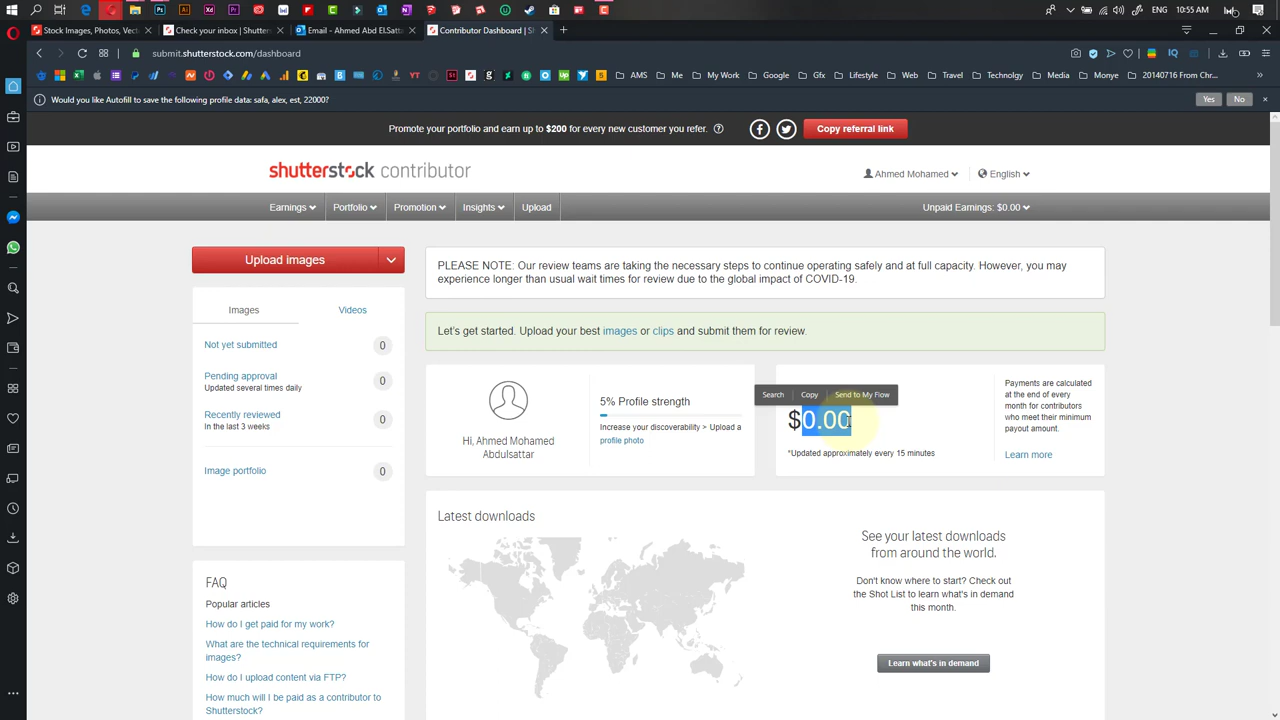 ENG
10:55 AM
Stock Images, Photos, Vect
Check your inbox | Shutters
Email - Ahmed Abd ELSatta
Contributor Dashboard | Sh
submit.shutterstock.com/dashboard
AMS
Me
My Work
Google
Gfx
Lifestyle
Web
Travel
Technology
Media
Monye
20140716 From Chr...
Would you like Autofill to save the following profile data: safa, alex, est, 22000?
Yes
No
Promote your portfolio and earn up to $200 for every new customer you refer.
Copy referral link
shutterstock contributor
Ahmed Mohamed
English
Earnings
Portfolio
Promotion
Insights
Upload
Unpaid Earnings: $0.00
Upload images
Images
Videos
Not yet submitted
0
Pending approval
0
Updated several times daily
Recently reviewed
0
In the last 3 weeks
Image portfolio
0
FAQ
Popular articles
How do I get paid for my work?
What are the technical requirements for
images?
How do I upload content via FTP?
How much will I be paid as a contributor to
Shutterstock?
PLEASE NOTE: Our review teams are taking the necessary steps to continue operating safely and at full capacity. However, you may
experience longer than usual wait times for review due to the global impact of COVID-19.
Let's get started. Upload your best images or clips and submit them for review.
Hi, Ahmed Mohamed
Abdulsattar
5% Profile strength
Increase your discoverability > Upload a
profile photo
Search
Copy
Send to My Flow
$0.00
*Updated approximately every 15 minutes
Payments are calculated
at the end of every
month for contributors
who meet their minimum
payout amount.
Learn more
Latest downloads
See your latest downloads
from around the world.
Don't know where to start? Check out
the Shot List to learn what's in demand
this month.
Learn what's in demand